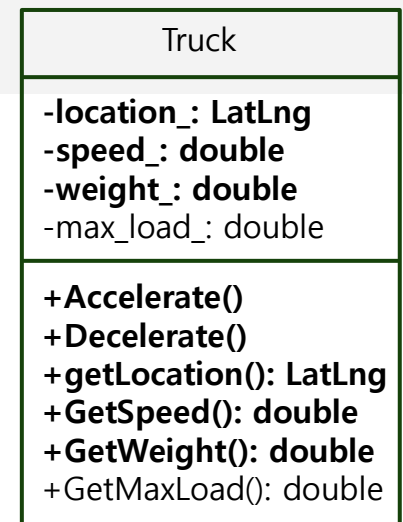 Truck
-location_: LatLng
-speed_: double
-weight_: double
-max_load_: double
+Accelerate()
+Decelerate()
+getLocation(): LatLng
+GetSpeed(): double
+GetWeight(): double
+GetMaxLoad(): double